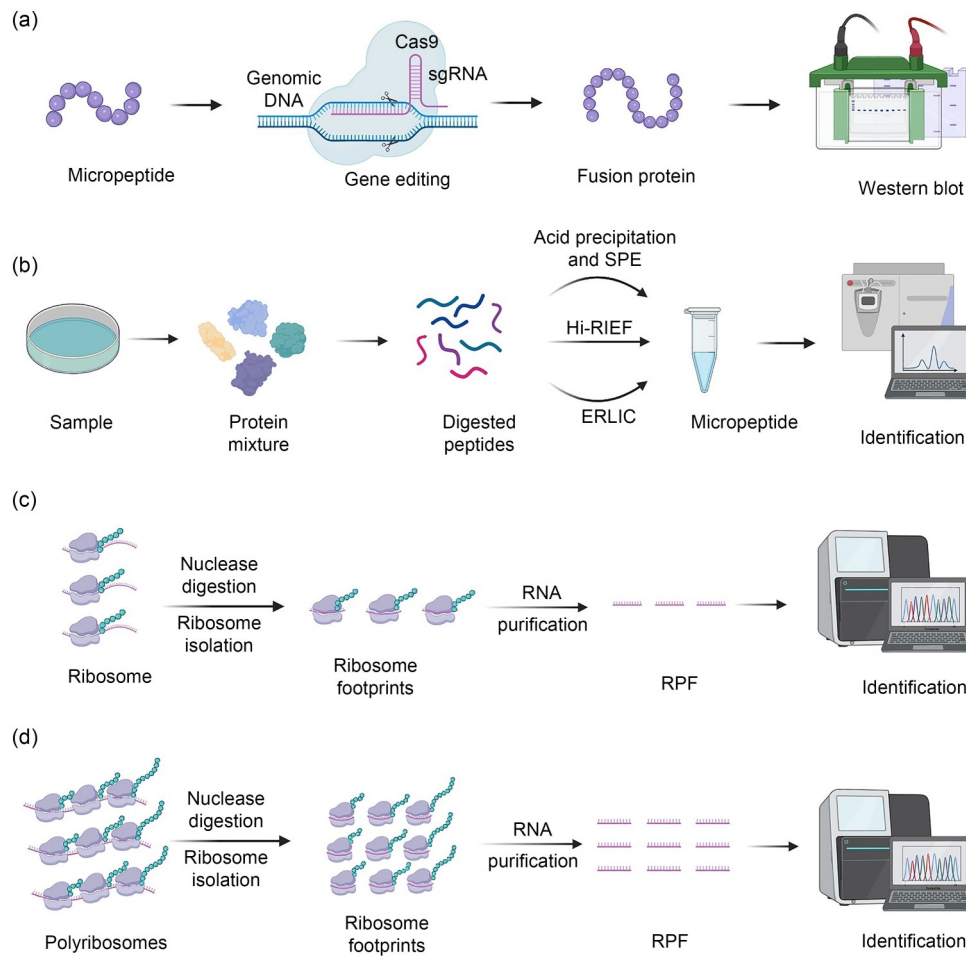 (a)
Cas9
Genomic
DNA
sgRNA
Micropeptide
Gene editing
Fusion protein
Western blot
(b)
Acid precipitation
and SPE
Hi-RIEF
ERLIC
Sample
Protein
mixture
Digested
peptides
Micropeptide
Identification
(c)
Nuclease
digestion
Ribosome
isolation
RNA
purification
Ribosome
Ribosome
footprints
RPF
Identification
(d)
Nuclease
digestion
Ribosome
isolation
RNA
purification
Polyribosomes
Ribosome
footprints
RPF
Identification